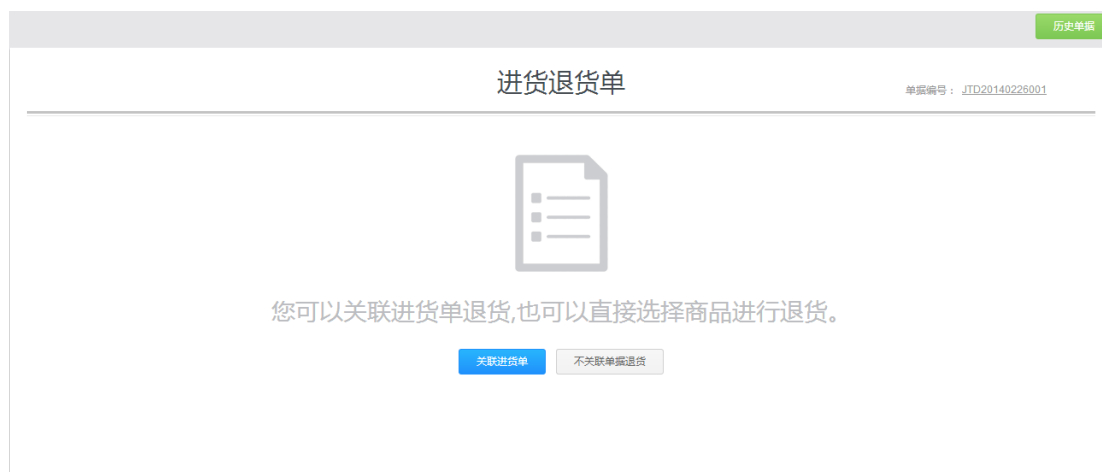 历史单据
进货退货单
单据编号： JTD20140226001
您可以关联进货单退货,也可以直接选择商品进行退货。
关联进货单 不关联单据退货